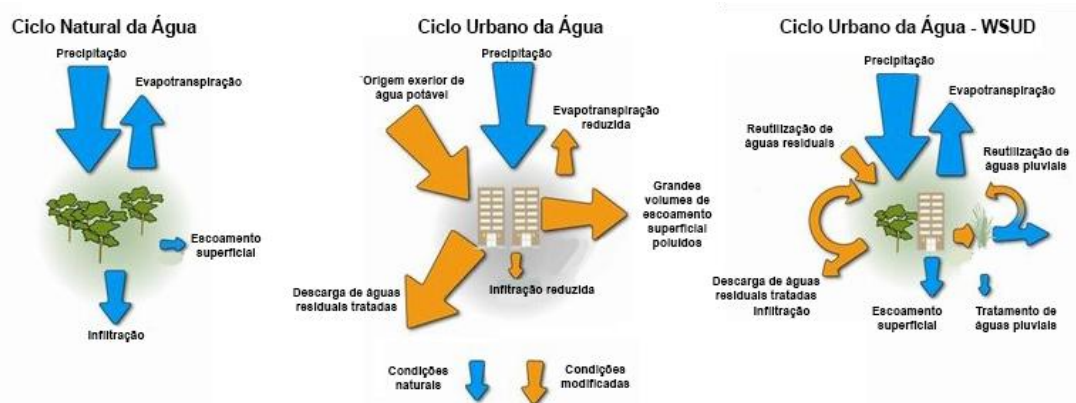 Ciclo Natural da Água
Precipitação
Evapotranspiração
Escoamento
superficial
Infiltração
Ciclo Urbano da Água
Precipitação
Origem exerior de
água potável
Evapotranspiração
reduzida
Grandes
volumes de
escoamento
superficial
poluídos
Infiltração reduzida
Descarga de águas
residuais tratadas
Condições
naturais
Condições
modificadas
Ciclo Urbano da Água - WSUD
Precipitação
Evapotranspiração
Reutilização de
águas residuais
Reutilização de
águas pluviais
Descarga de águas
residuais tratadas
Infiltração
Escoamento
superficial
Tratamento de
águas pluviais